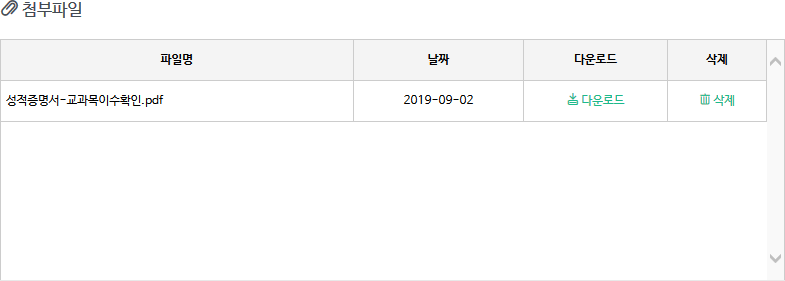 첨부파일
파일명 날짜 다운로드 삭제
성적증명서-교과목이수확인.pdf 2019-09-02 다운로드 삭제